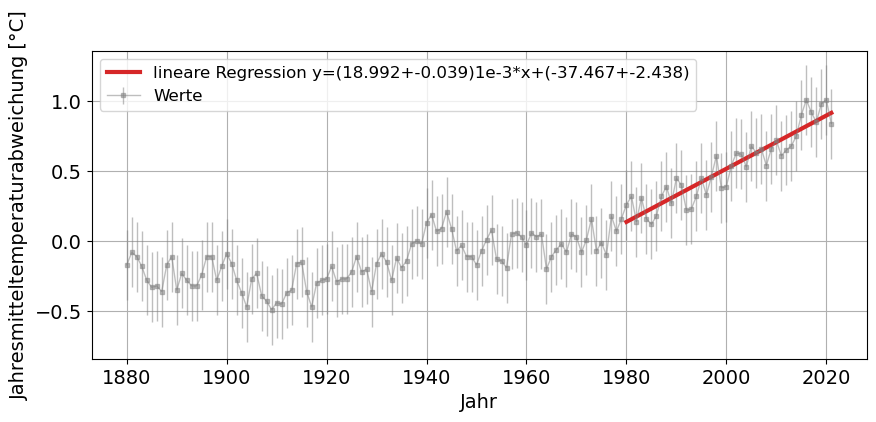 Jahresmitteltemperaturabweichung [°C]
lineare Regression y=(18.992+-0.039)1e-3*x+(-37.467+-2.438)
Werte
1.0
0.5
0.0
−0.5
1880 1900 1920 1940 1960 1980 2000 2020
Jahr